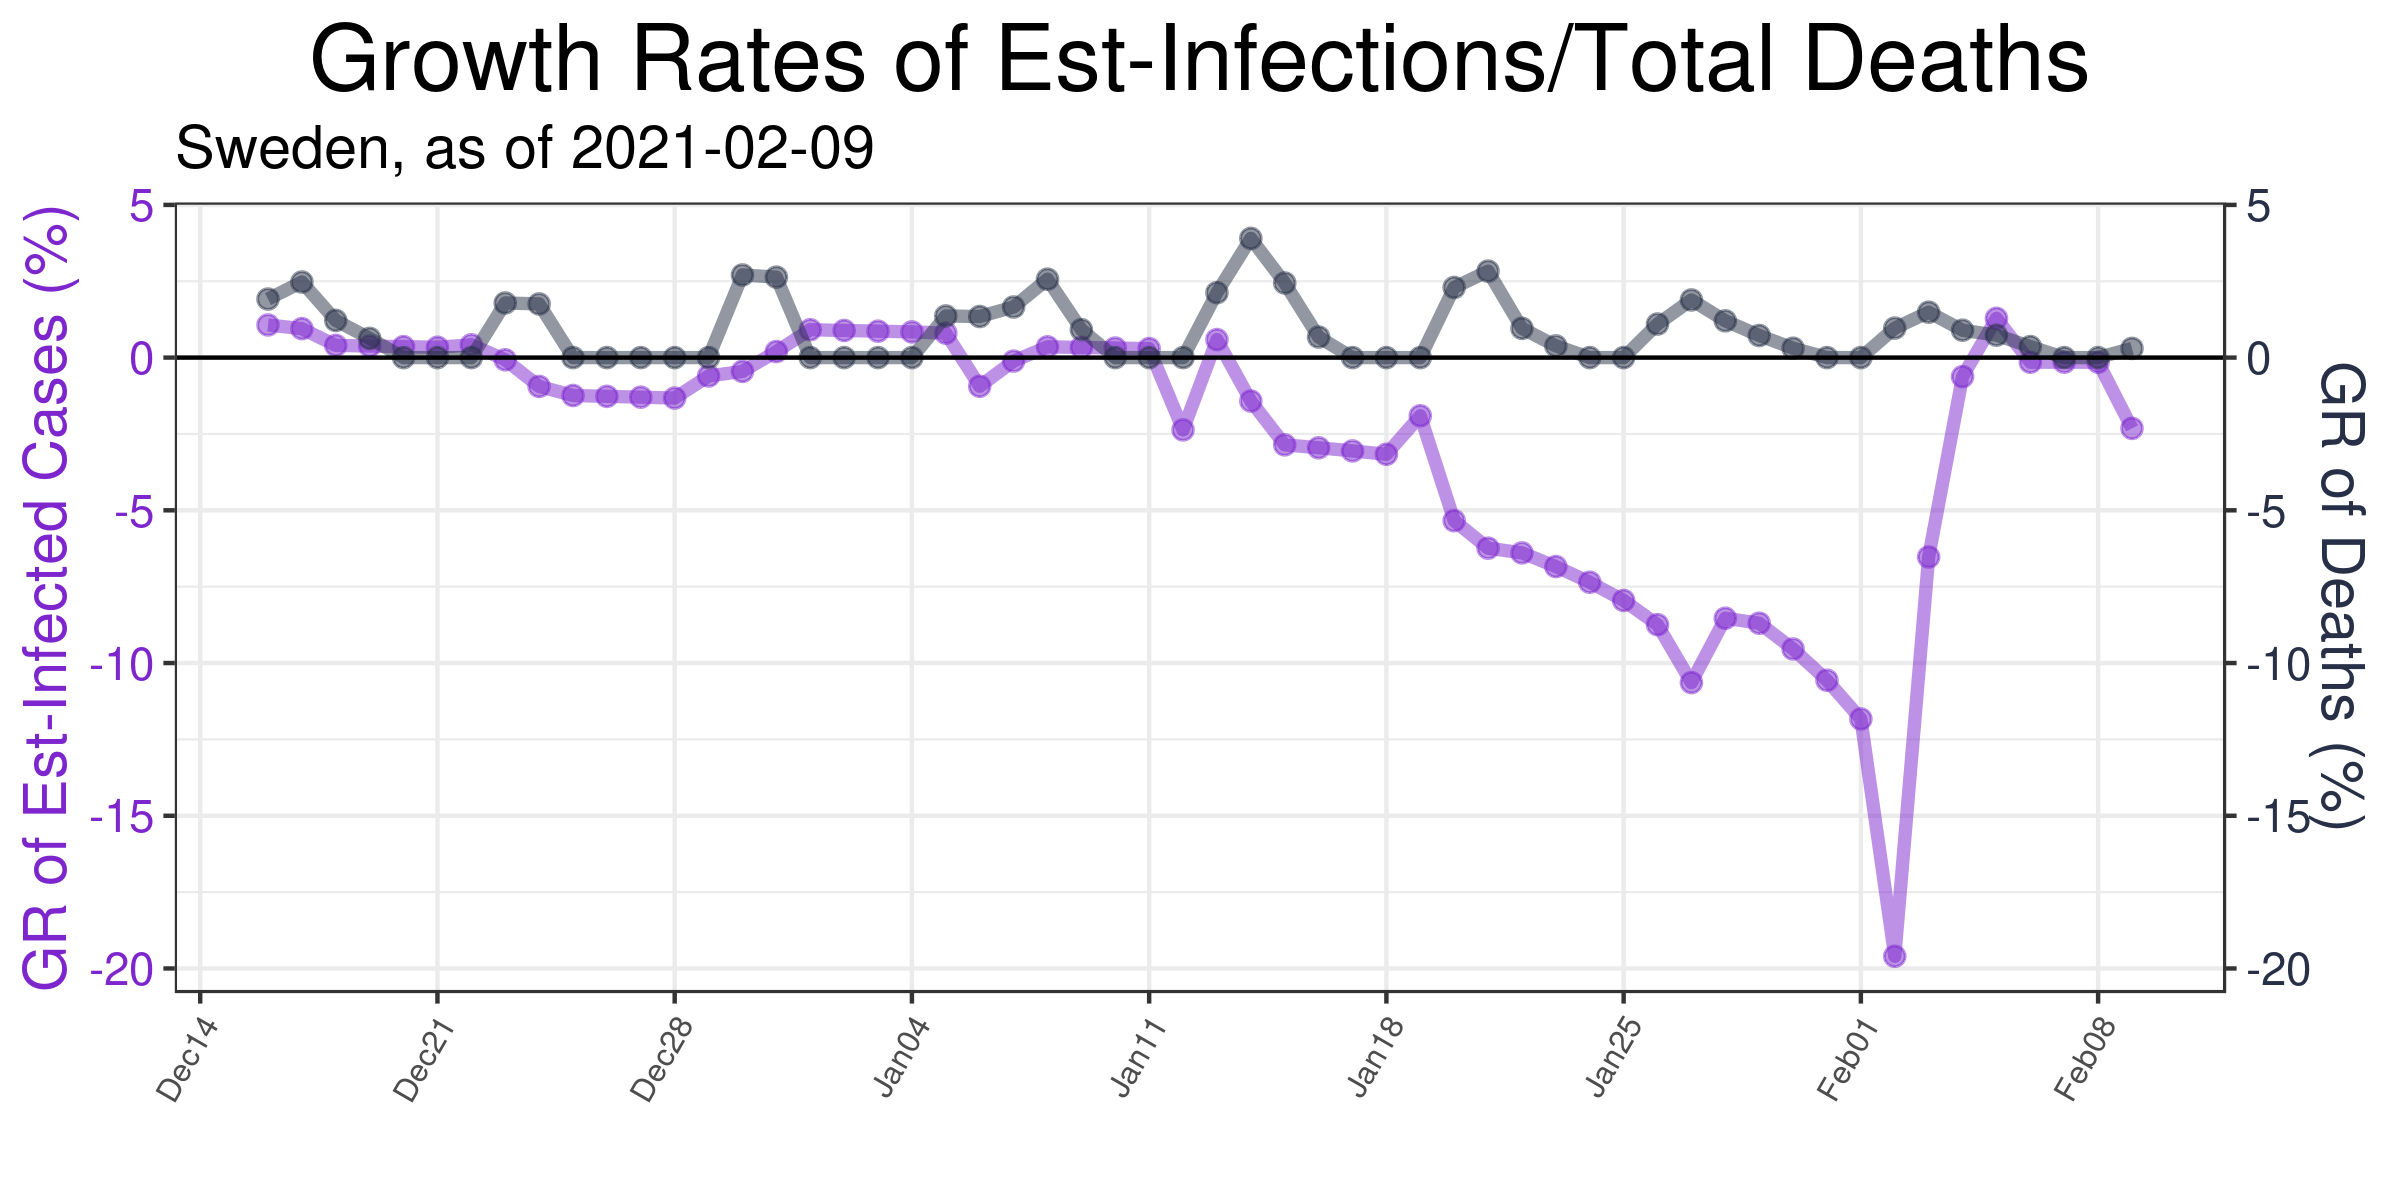 Growth Rates of Est-Infections/Total Deaths
Sweden, as of 2021-02-09
GR of Est-Infected Cases (%)
5
0
-5
-10
-15
-20
5
0
-5
-10
-15
-20
GR of Deaths (%)
Dec14
Dec21
Dec28
Jan04
Jan11
Jan18
Jan25
Feb01
Feb08